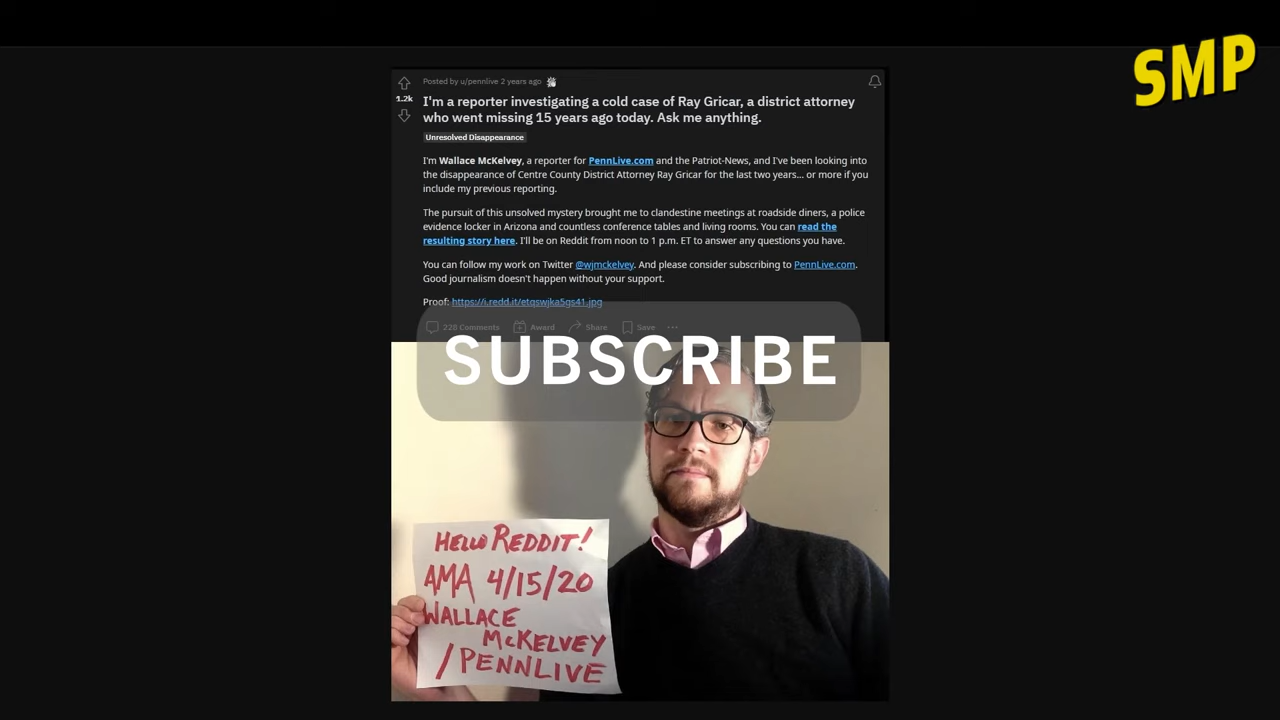 SMP
Posted by u/pennlive 2 years ago
1.2k
I'm a reporter investigating a cold case of Ray Gricar, a district attorney
who went missing 15 years ago today. Ask me anything.
Unresolved Disappearance
I'm Wallace McKelvey, a reporter for PennLive.com and the Patriot-News, and I've been looking into
the disappearance of Centre County District Attorney Ray Gricar for the last two years... or more if you
include my previous reporting.
The pursuit of this unsolved mystery brought me to clandestine meetings at roadside diners, a police
evidence locker in Arizona and countless conference tables and living rooms. You can read the
resulting story here. I'll be on Reddit from noon to 1 p.m. ET to answer any questions you have.
You can follow my work on Twitter @wjmckelvey. And please consider subscribing to PennLive.com.
Good journalism doesn't happen without your support.
Proof: https://i.redd.it/etqswjka5gs41.jpg
228 Comments Award Share Save ...
SUBSCRIBE
HELLO REDDIT!
AMA 4/15/20
WALLACE
McKELVEY
/PENNLIVE